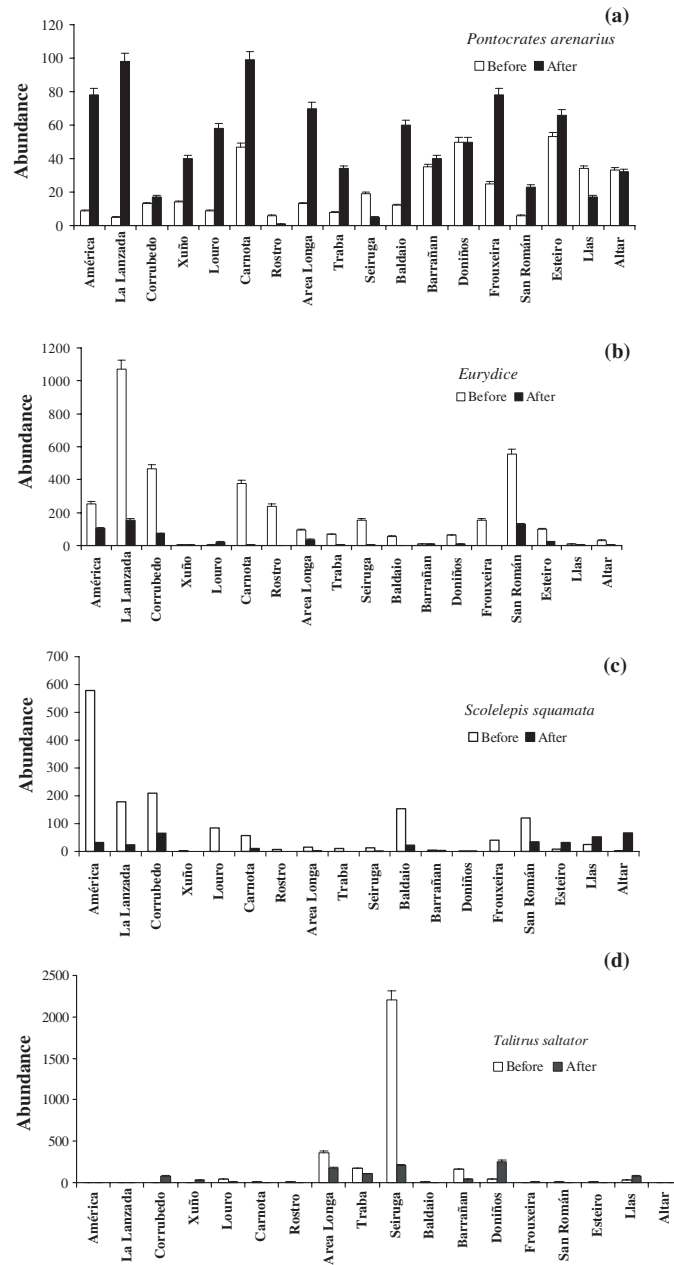 (a)
Pontocrates arenarius
Before After
Abundance
120
100
80
60
40
20
0
América
La Lanzada
Corrubedo
Xuño
Louro
Carnota
Rostro
Area Longa
Traba
Seiruga
Baldaio
Barrañan
Doniños
Frouxeira
San Román
Esteiro
Llas
Altar
(b)
Eurydice
Before After
Abundance
1200
1000
800
600
400
200
0
América
La Lanzada
Corrubedo
Xuño
Louro
Carnota
Rostro
Area Longa
Traba
Seiruga
Baldaio
Barrañan
Doniños
Frouxeira
San Román
Esteiro
Llas
Altar
(c)
Scolelepis squamata
Before After
Abundance
700
600
500
400
300
200
100
0
América
La Lanzada
Corrubedo
Xuño
Louro
Carnota
Rostro
Area Longa
Traba
Seiruga
Baldaio
Barrañan
Doniños
Frouxeira
San Román
Esteiro
Llas
Altar
(d)
Talitrus saltator
Before After
Abundance
2500
2000
1500
1000
500
0
América
La Lanzada
Corrubedo
Xuño
Louro
Carnota
Rostro
Area Longa
Traba
Seiruga
Baldaio
Barrañan
Doniños
Frouxeira
San Román
Esteiro
Llas
Altar